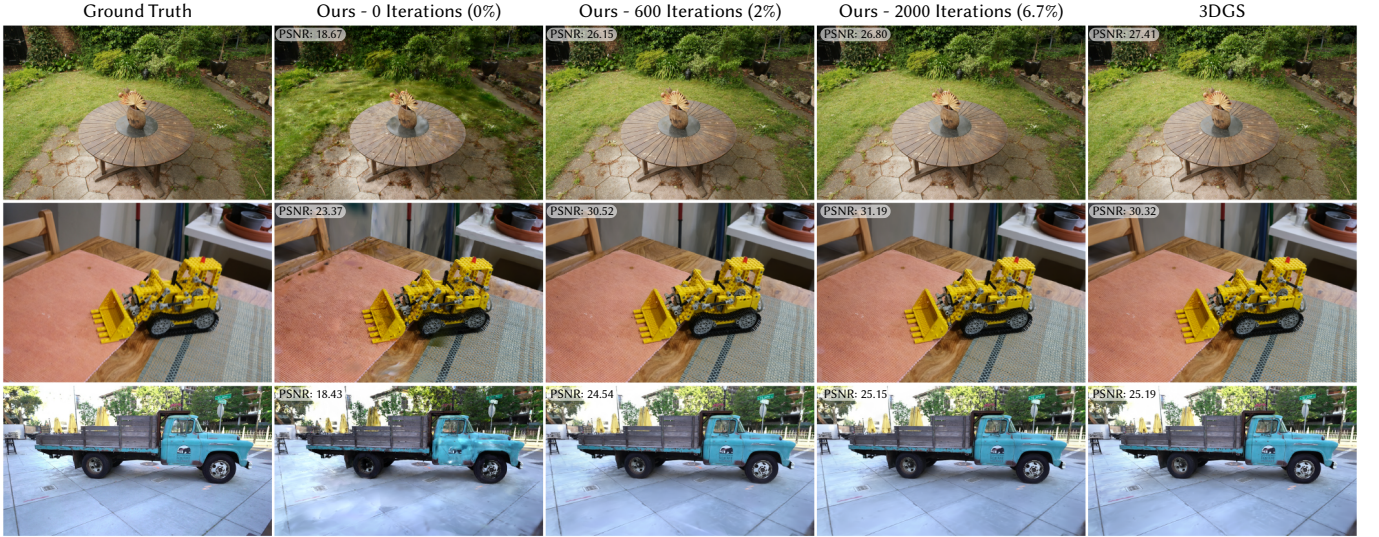 Ground Truth
Ours - 0 Iterations (0%)
Ours - 600 Iterations (2%)
Ours - 2000 Iterations (6.7%)
3DGS
PSNR: 18.67
PSNR: 26.15
PSNR: 26.80
PSNR: 27.41
PSNR: 23.37
PSNR: 30.52
PSNR: 31.19
PSNR: 30.32
PSNR: 18.43
PSNR: 24.54
PSNR: 25.15
PSNR: 25.19